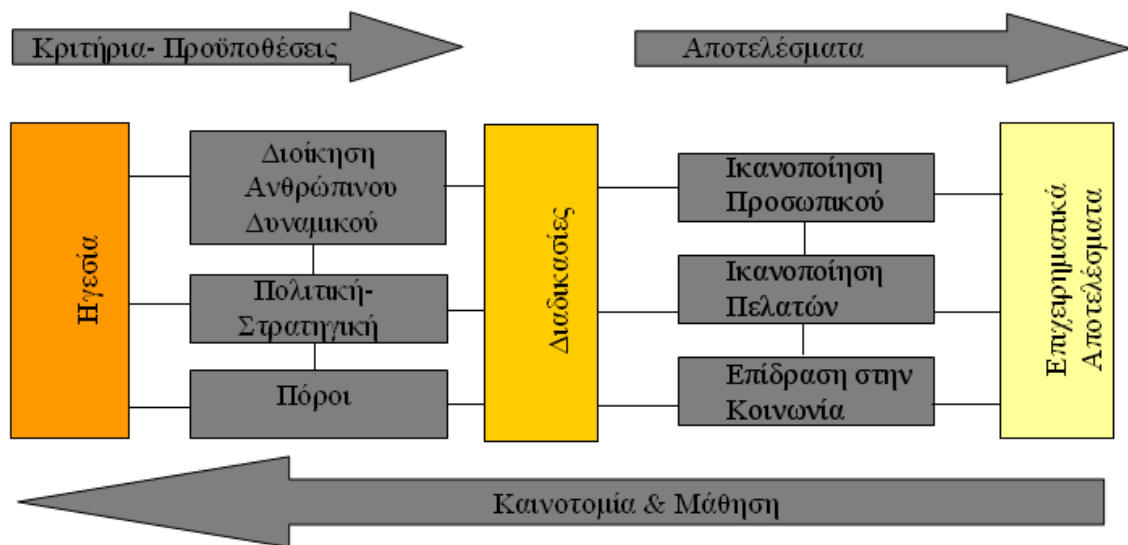 Κριτήρια- Προϋποθέσεις
Αποτελέσματα
Ηγεσία
Διοίκηση
Ανθρώπινου
Δυναμικού
Πολιτική-
Στρατηγική
Πόροι
Διαδικασίες
Ικανοποίηση
Προσωπικού
Ικανοποίηση
Πελατών
Επίδραση στην
Κοινωνία
Επιχειρηματικά
Αποτελέσματα
Καινοτομία & Μάθηση